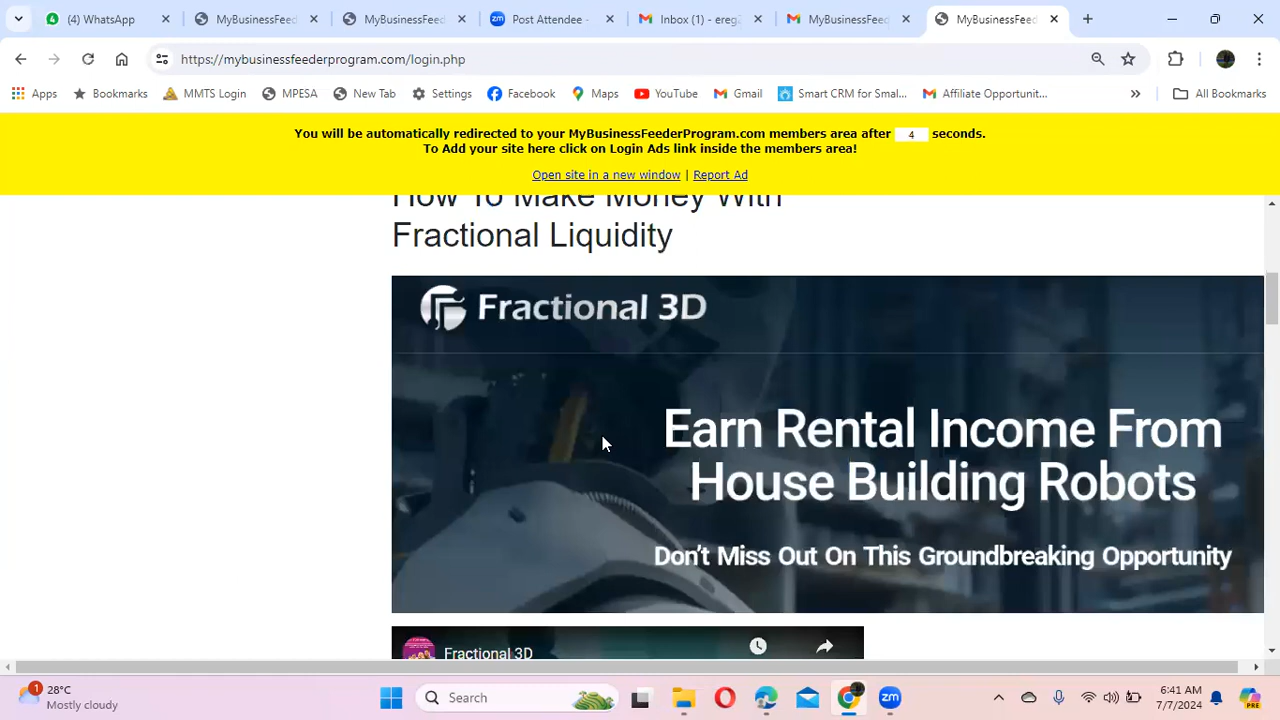 (4) WhatsApp
MyBusinessFeed
MyBusinessFeed
Post Attendee -
Inbox (1) - ereg
MyBusinessFeed
MyBusinessFeed
https://mybusinessfeederprogram.com/login.php
Apps
Bookmarks
MMTS Login
MPESA
New Tab
Settings
Facebook
Maps
YouTube
Gmail
Smart CRM for Smal...
Affiliate Opportunit...
All Bookmarks
You will be automatically redirected to your MyBusinessFeederProgram.com members area after 4 seconds.
To Add your site here click on Login Ads link inside the members area!
Open site in a new window | Report Ad
How To Make Money With
Fractional Liquidity
Fractional 3D
Earn Rental Income From
House Building Robots
Don't Miss Out On This Groundbreaking Opportunity
Fractional 3D
1
28°C
Mostly cloudy
Search
6:41 AM
7/7/2024
PRE